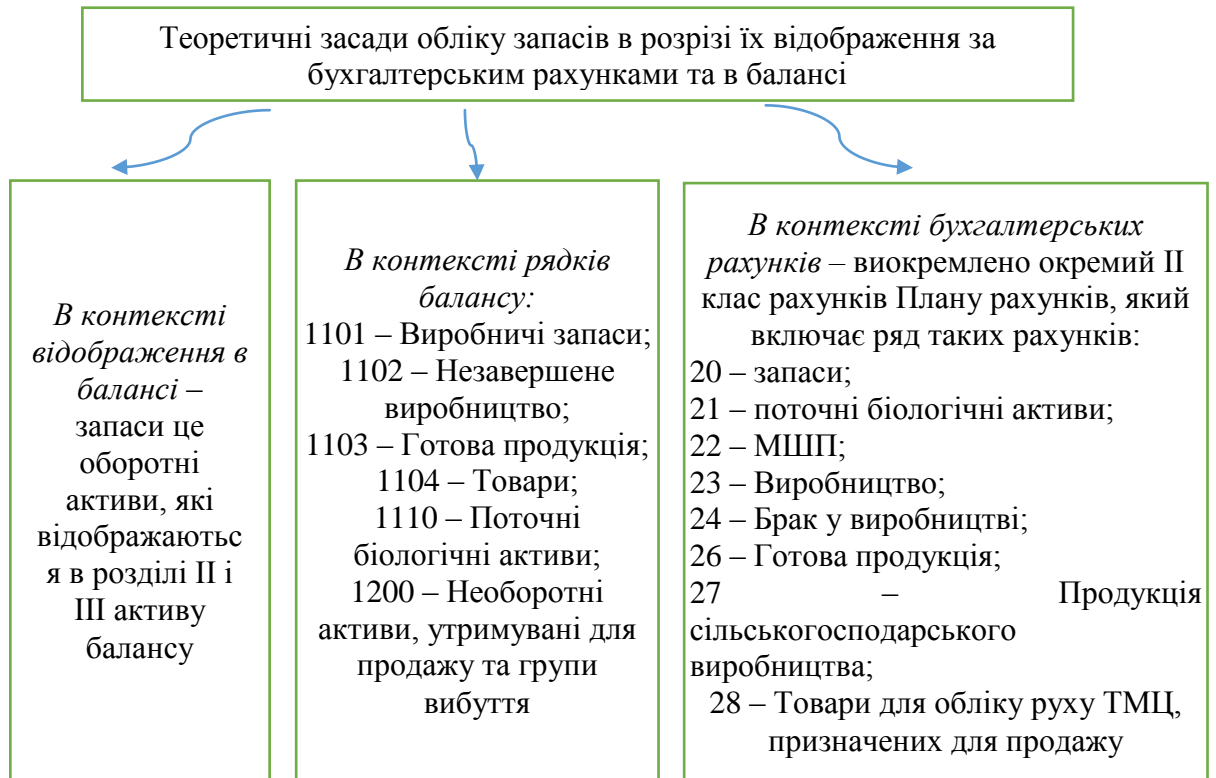 Теоретичні засади обліку запасів в розрізі їх відображення за
бухгалтерським рахунками та в балансі
В контексті
відображення в
балансі –
запаси це
оборотні
активи, які
відображаютьс
я в розділі ІІ і
ІІІ активу
балансу
В контексті рядків
балансу:
1101 – Виробничі запаси;
1102 – Незавершене
виробництво;
1103 – Готова продукція;
1104 – Товари;
1110 – Поточні
біологічні активи;
1200 – Необоротні
активи, утримувані для
продажу та групи
вибуття
В контексті бухгалтерських
рахунків – виокремлено окремий ІІ
клас рахунків Плану рахунків, який
включає ряд таких рахунків:
20 – запаси;
21 – поточні біологічні активи;
22 – МШП;
23 – Виробництво;
24 – Брак у виробництві;
26 – Готова продукція;
27 – Продукція
сільськогосподарського
виробництва;
28 – Товари для обліку руху ТМЦ,
призначених для продажу